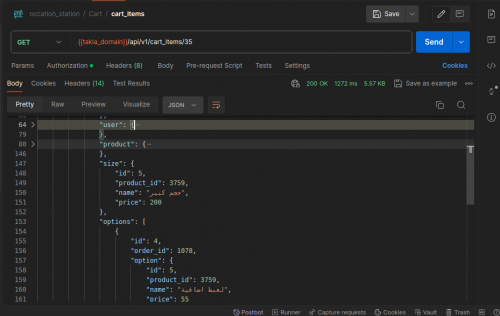 occation_station / Cart / cart_items
Save
GET {{takia_domain}}/api/v1/cart_items/35 Send
Params Authorization Headers (8) Body Pre-request Script Tests Settings Cookies
Body Cookies Headers (14) Test Results 200 OK 1272 ms 5.57 KB Save as example
Pretty Raw Preview Visualize JSON
64 "user": {
79 },
80 "product": {
146 },
147 "size": {
148 "id": 5,
149 "product_id": 3759,
150 "name": "حجم كبير",
151 "price": 200
152 },
153 "options": [
154 {
155 "id": 4,
156 "order_id": 1078,
157 "option": {
158 "id": 5,
159 "product_id": 3759,
160 "name": "لغبط اضافية",
161 "price": 55
Postbot Runner Capture requests Cookies Vault Trash